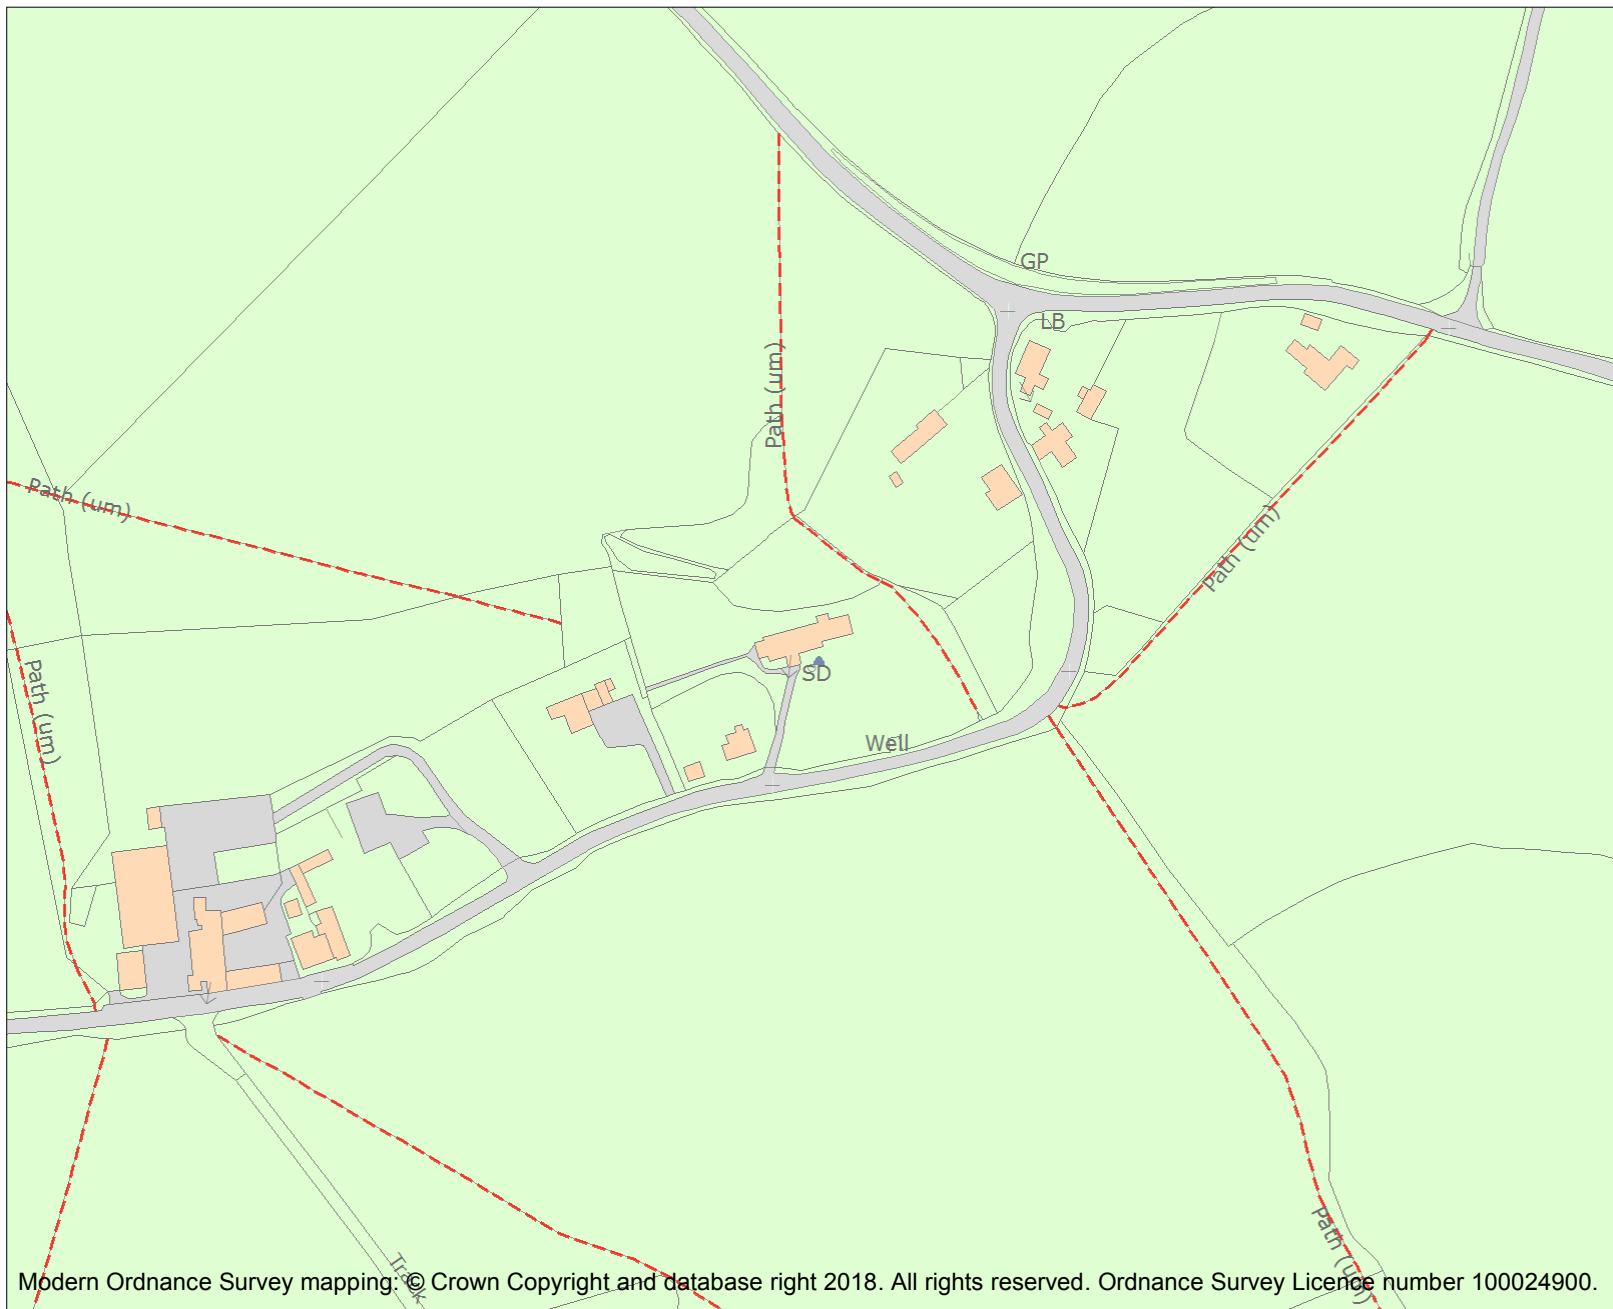 GP
LB
Path (um)
Path (um)
Path (um)
Path (um)
SD
Well
Path (um)
Track
Modern Ordnance Survey mapping: © Crown Copyright and database right 2018. All rights reserved. Ordnance Survey Licence number 100024900.